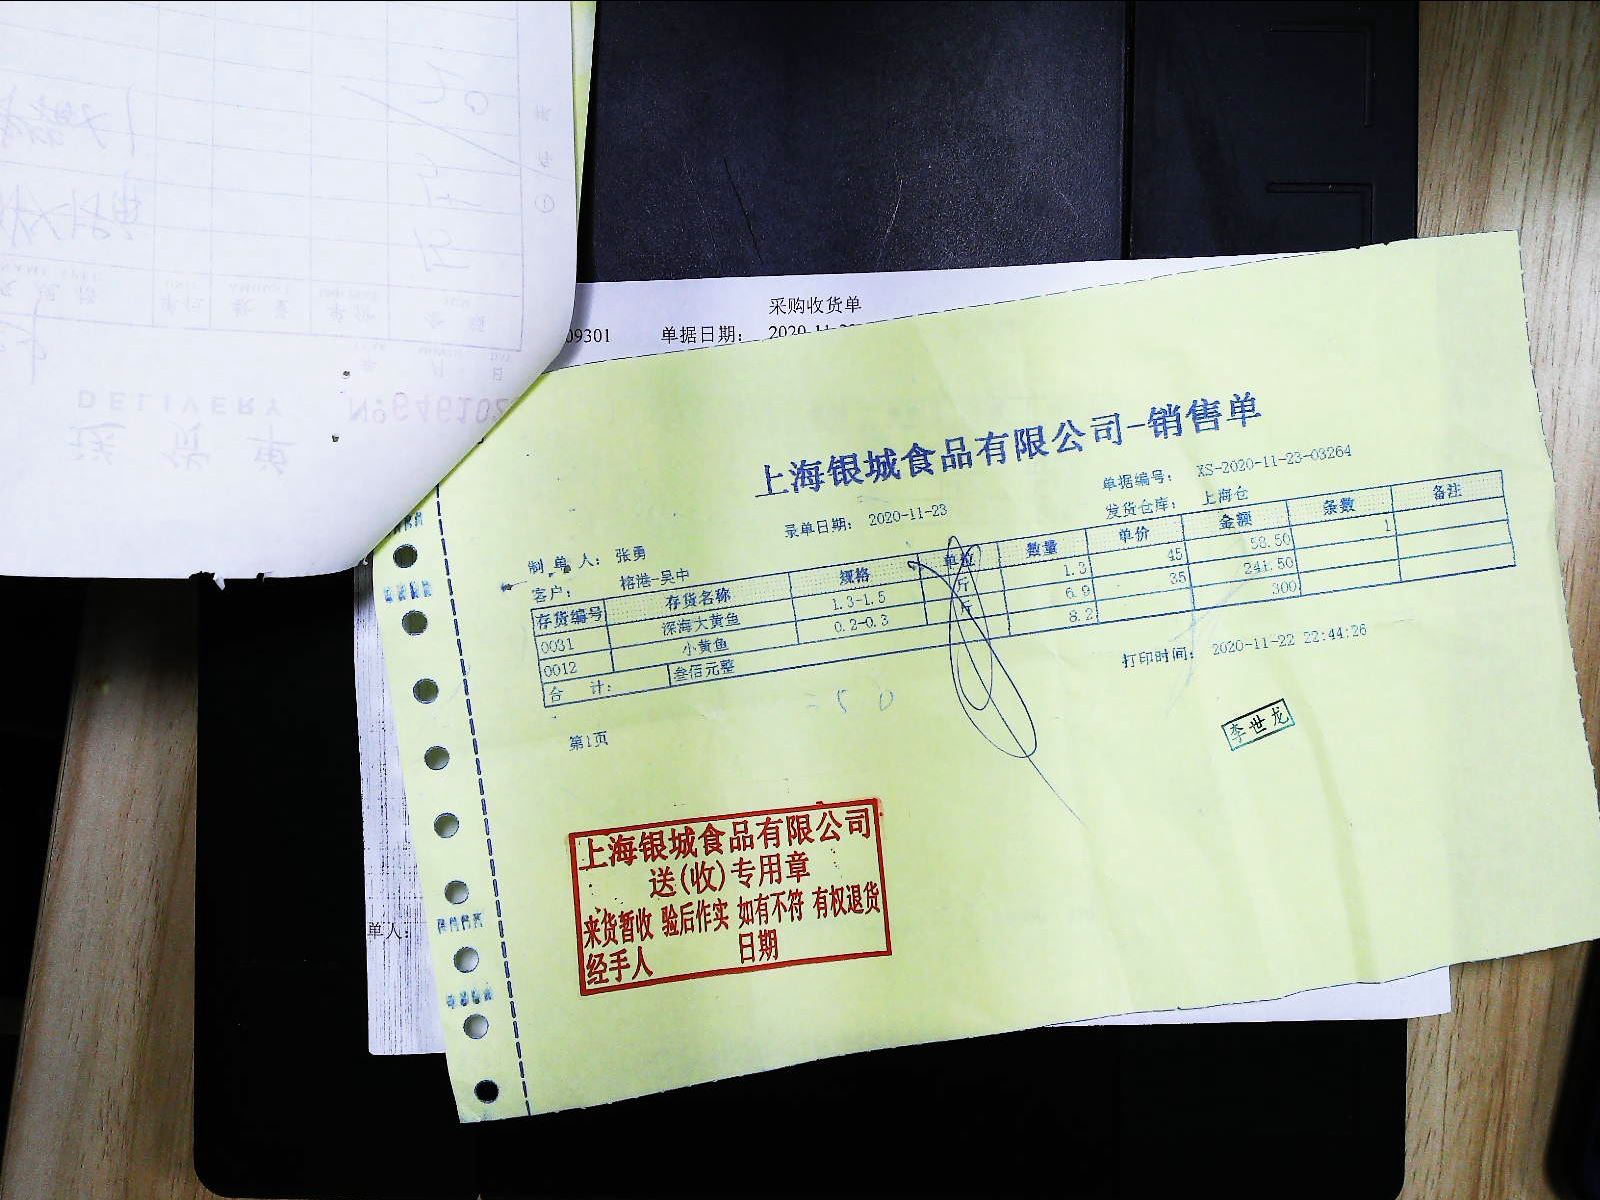 采购收货单
09301 单据日期：
上海银城食品有限公司-销售单
单据编号： XS-2020-11-23-03264
录单日期： 2020-11-23 发货仓库： 上海仓
制单人： 张勇
客户： 榕港-吴中
存货编号 存货名称 规格 单位 数量 单价 金额 条数 备注
0031 深海大黄鱼 1.3-1.5 斤 1.3 45 58.50 1
0012 小黄鱼 0.2-0.3 斤 6.9 35 241.50
合计： 叁佰元整 8.2 300
打印时间： 2020-11-22 22:44:26
第1页
李世龙
上海银城食品有限公司
送(收)专用章
来货暂收 验后作实 如有不符 有权退货
经手人 日期
单人：
DELIVERY
送货单